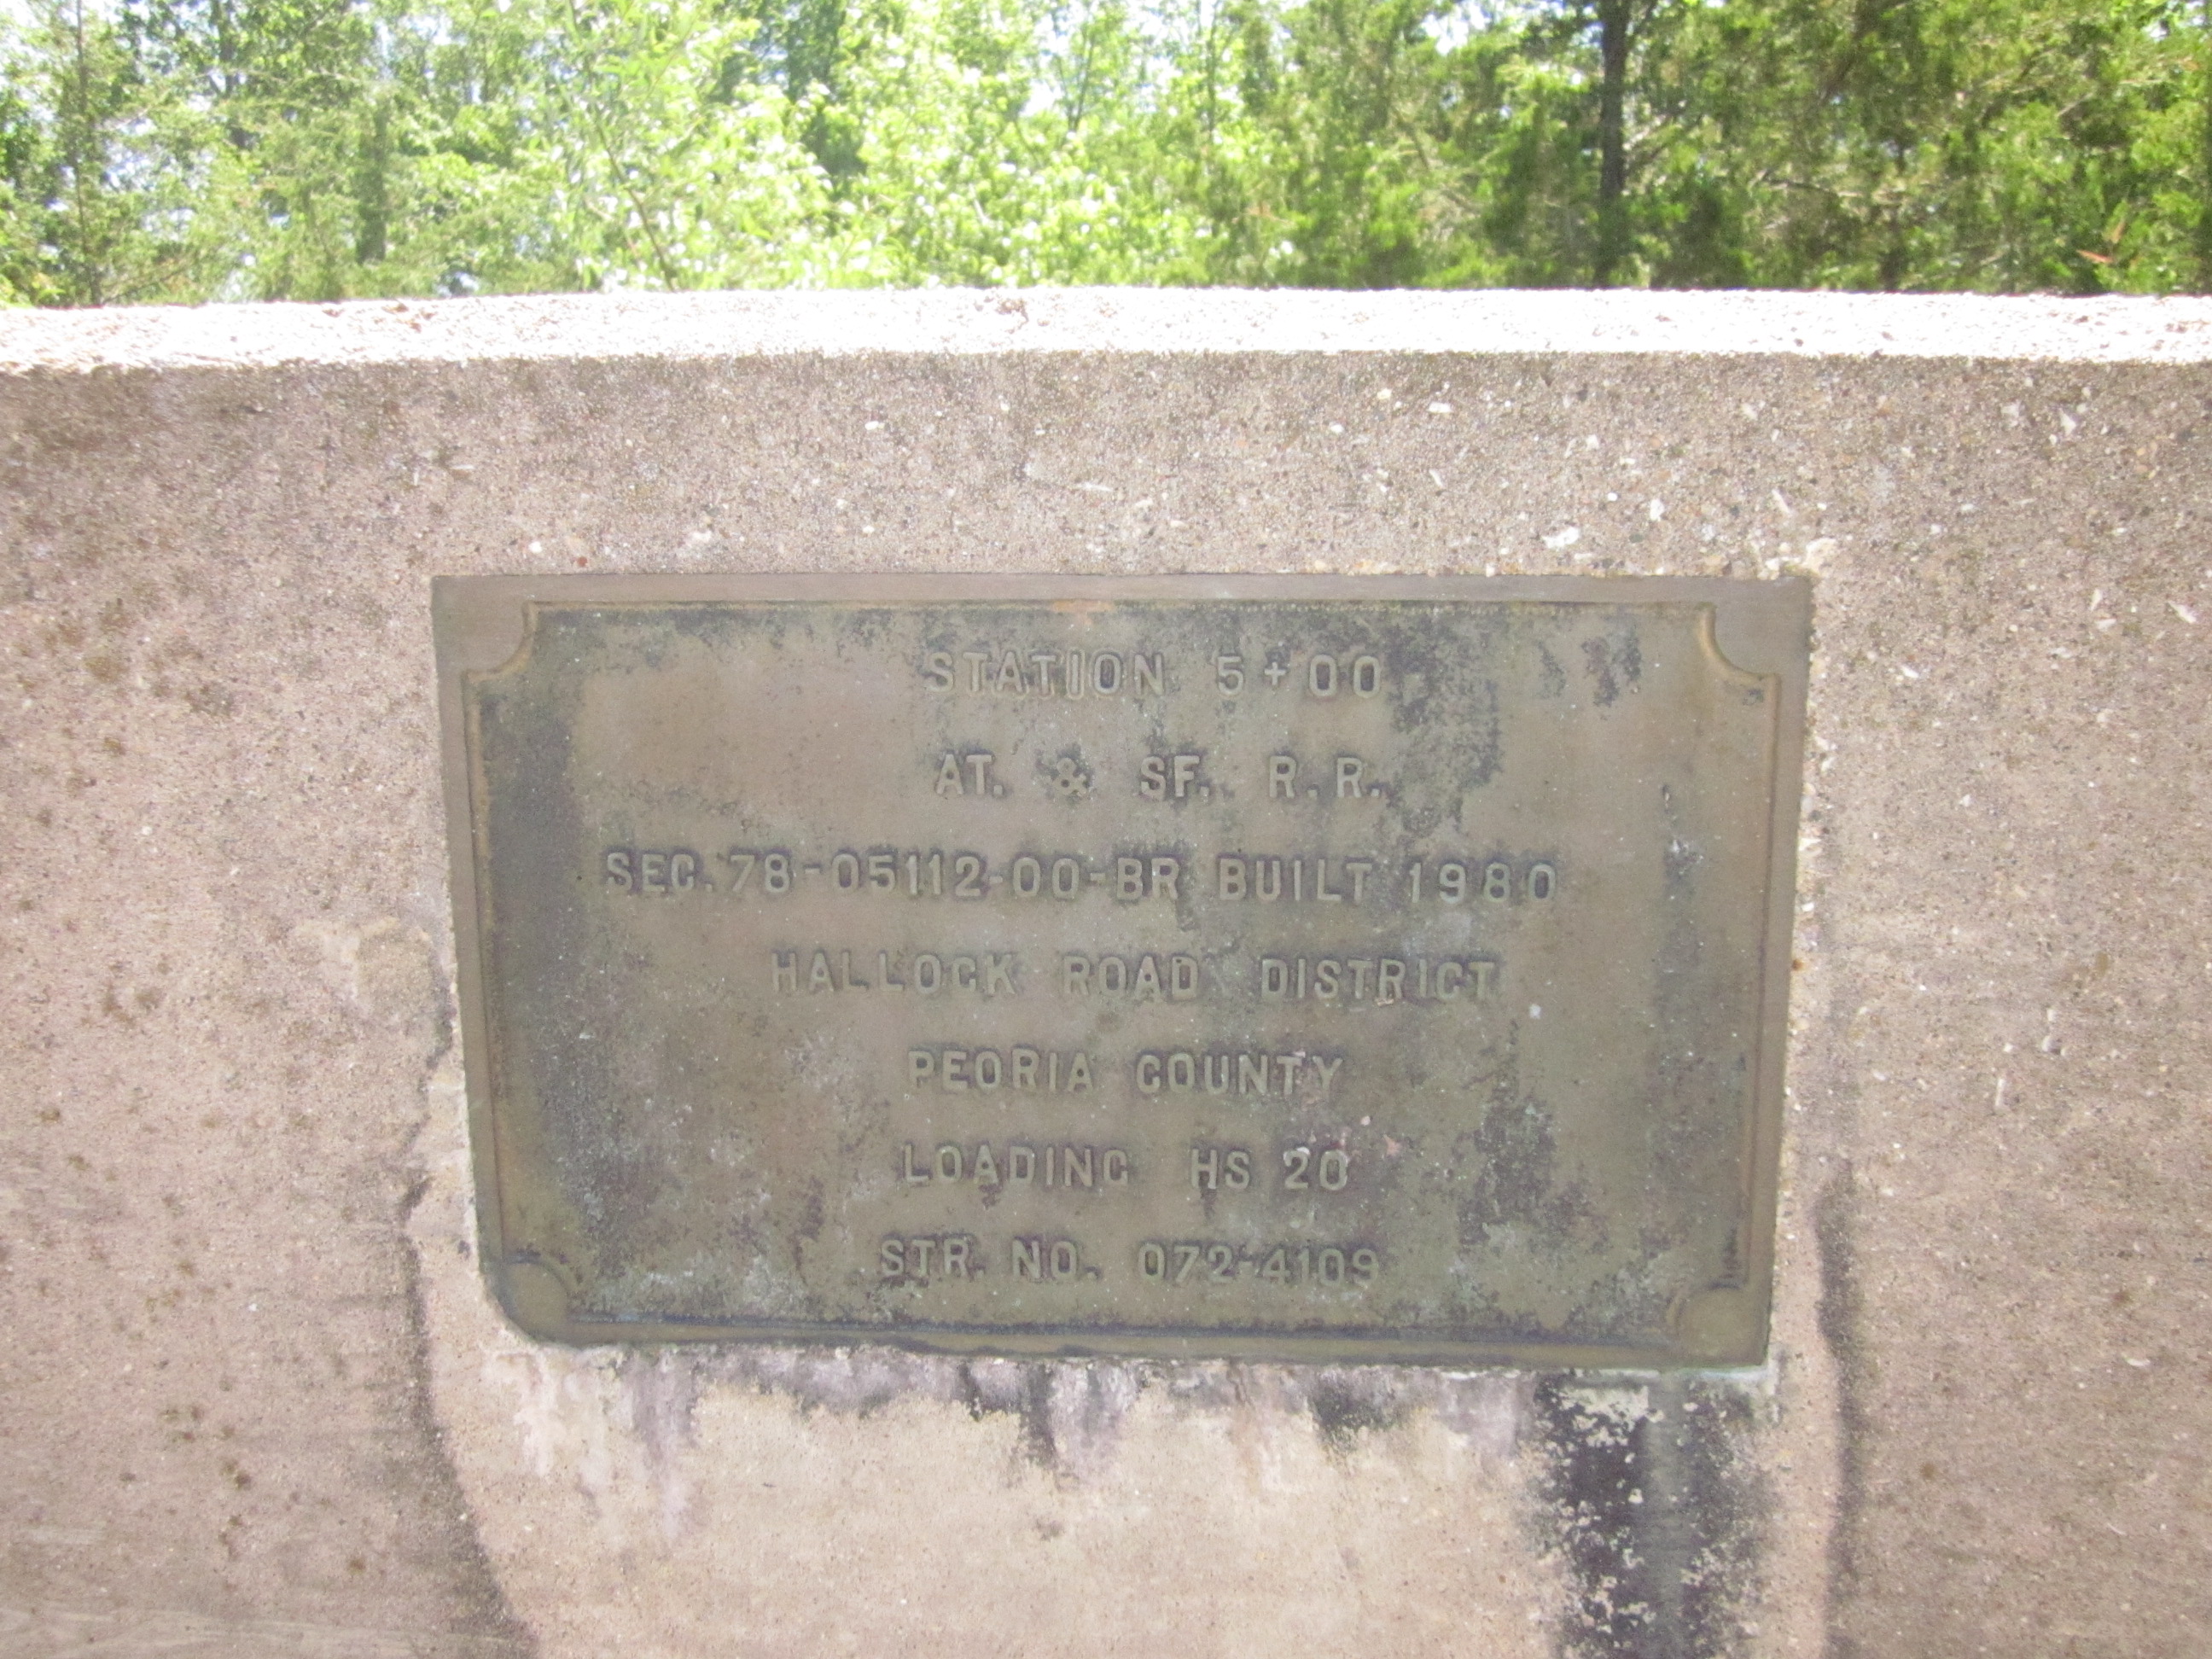 STATION 5+00
AT. & SF. R.R.
SEC. 78-05112-00-BR BUILT 1980
HALLOCK ROAD DISTRICT
PEORIA COUNTY
LOADING HS 20
STR. NO. 072-4109